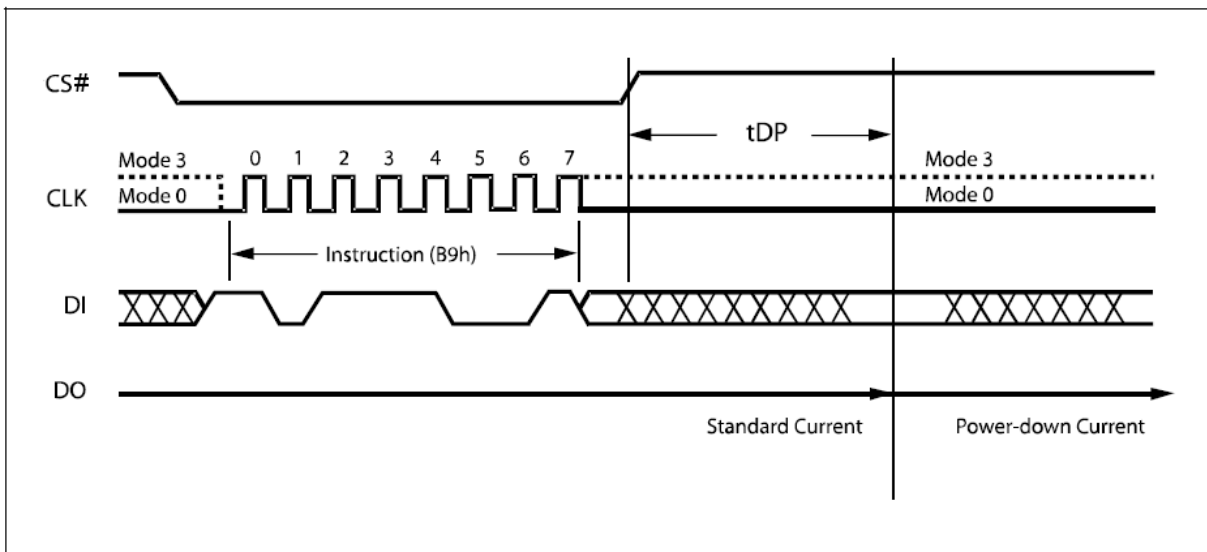 CS#
tDP
Mode 3
0 1 2 3 4 5 6 7
Mode 3
CLK
Mode 0
Mode 0
Instruction (B9h)
DI
DO
Standard Current
Power-down Current